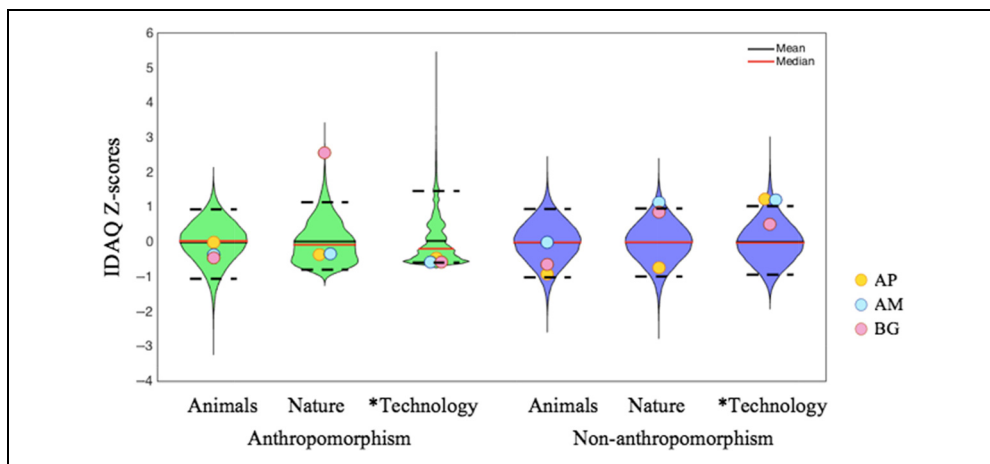 IDAQ Z-scores
6
5
4
3
2
1
0
−1
−2
−3
−4
Mean
Median
AP
AM
BG
Animals Nature *Technology Animals Nature *Technology
Anthropomorphism Non-anthropomorphism